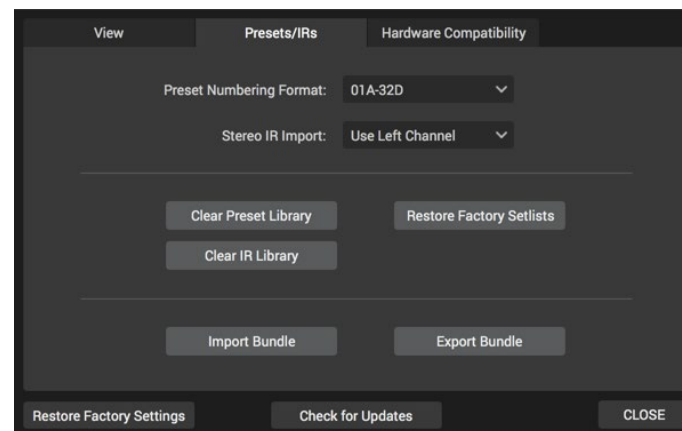 View Presets/IRs Hardware Compatibility
Preset Numbering Format: 01A-32D
Stereo IR Import: Use Left Channel
Clear Preset Library Restore Factory Setlists
Clear IR Library
Import Bundle Export Bundle
Restore Factory Settings Check for Updates CLOSE